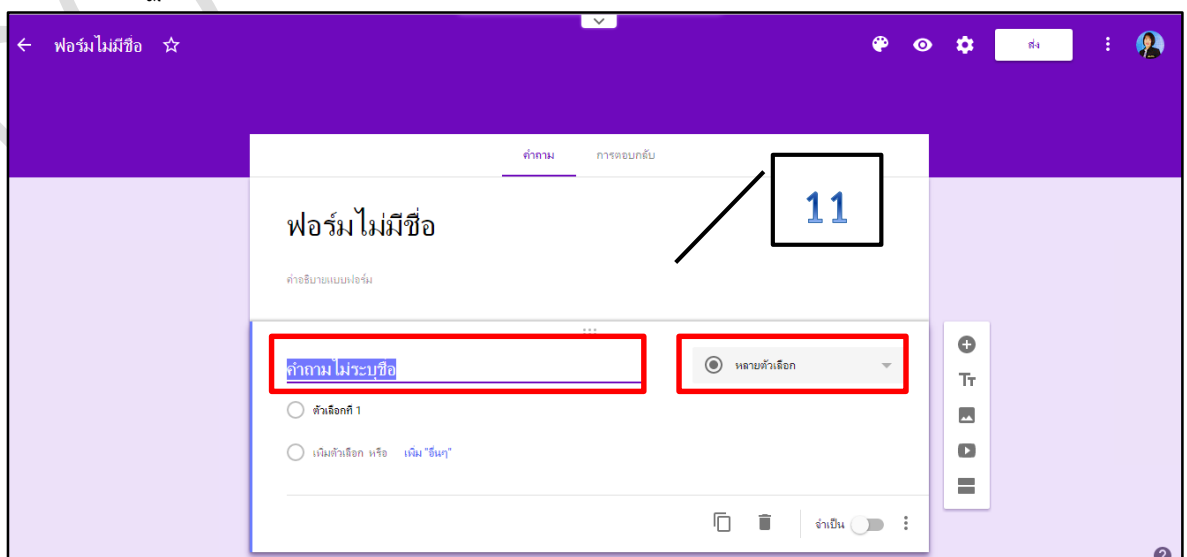 ฟอร์มไม่มีชื่อ
ส่ง
คำถาม การตอบกลับ
11
ฟอร์มไม่มีชื่อ
คำอธิบายแบบฟอร์ม
คำถามไม่ระบุชื่อ
หลายตัวเลือก
Tт
ตัวเลือกที่ 1
เพิ่มตัวเลือก หรือ เพิ่ม "อื่นๆ"
จำเป็น